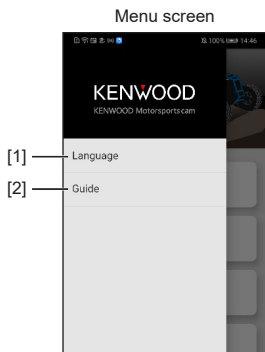 Menu screen
100% 14:46
KENWOOD
KENWOOD Motorsportscam
[1] Language
[2] Guide